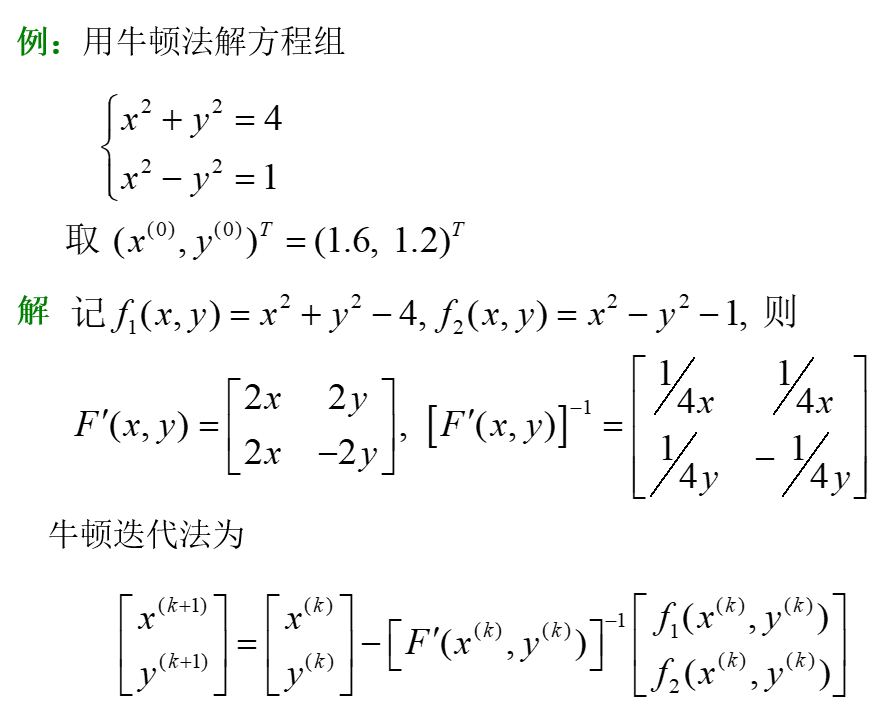 例：用牛顿法解方程组
x² + y² = 4
x² − y² = 1
取 (x⁽⁰⁾, y⁽⁰⁾)ᵀ = (1.6, 1.2)ᵀ
解 记 f₁(x, y) = x² + y² − 4, f₂(x, y) = x² − y² − 1, 则
F′(x, y) = [2x 2y; 2x −2y], [F′(x, y)]⁻¹ = [1/4x 1/4x; 1/4y −1/4y]
牛顿迭代法为
[x⁽ᵏ⁺¹⁾; y⁽ᵏ⁺¹⁾] = [x⁽ᵏ⁾; y⁽ᵏ⁾] − [F′(x⁽ᵏ⁾, y⁽ᵏ⁾)]⁻¹ [f₁(x⁽ᵏ⁾, y⁽ᵏ⁾); f₂(x⁽ᵏ⁾, y⁽ᵏ⁾)]